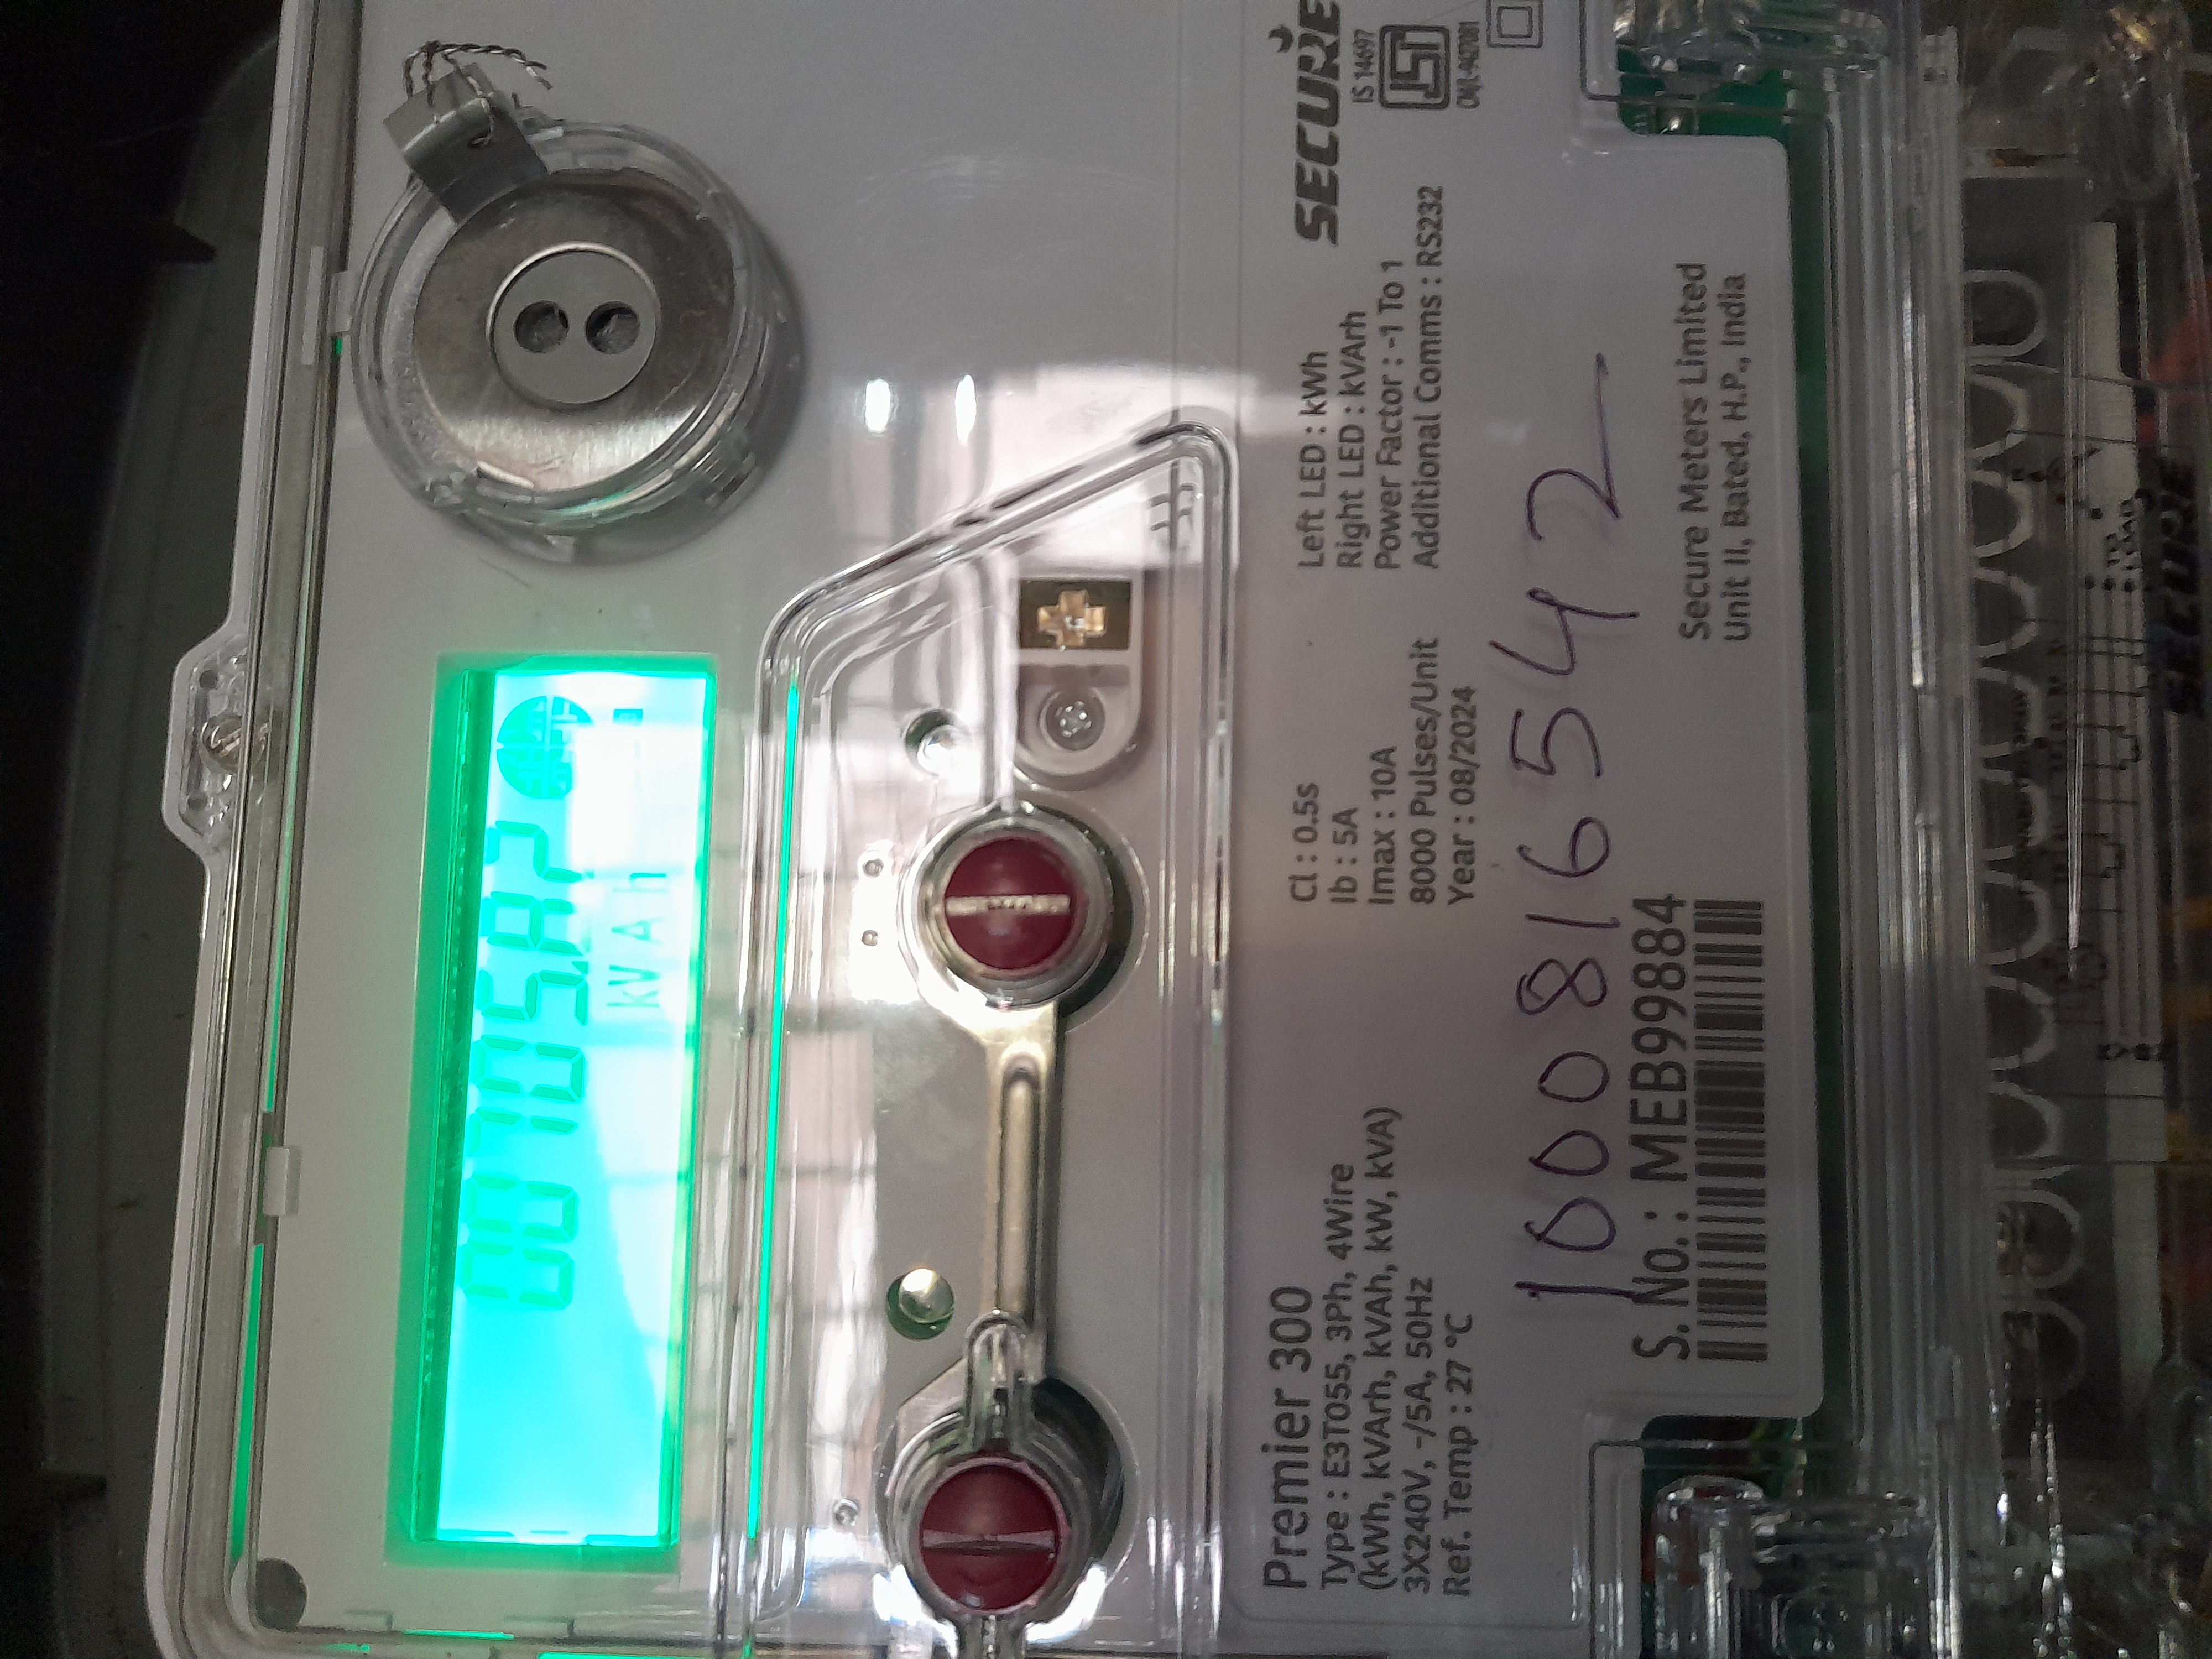 kVAh
SECURE
IS 14697
Premier 300
Type : E3T055, 3Ph, 4Wire
(kWh, kVArh, kVAh, kW, kVA)
3X240V, -/5A, 50Hz
Ref. Temp : 27 °C
Cl : 0.5s
Ib : 5A
Imax : 10A
8000 Pulses/Unit
Year : 08/2024
Left LED : kWh
Right LED : kVArh
Power Factor : -1 To 1
Additional Comms : RS232
1000816542
S. No. : MEB99884
Secure Meters Limited
Unit II, Bated, H.P., India
SECURE